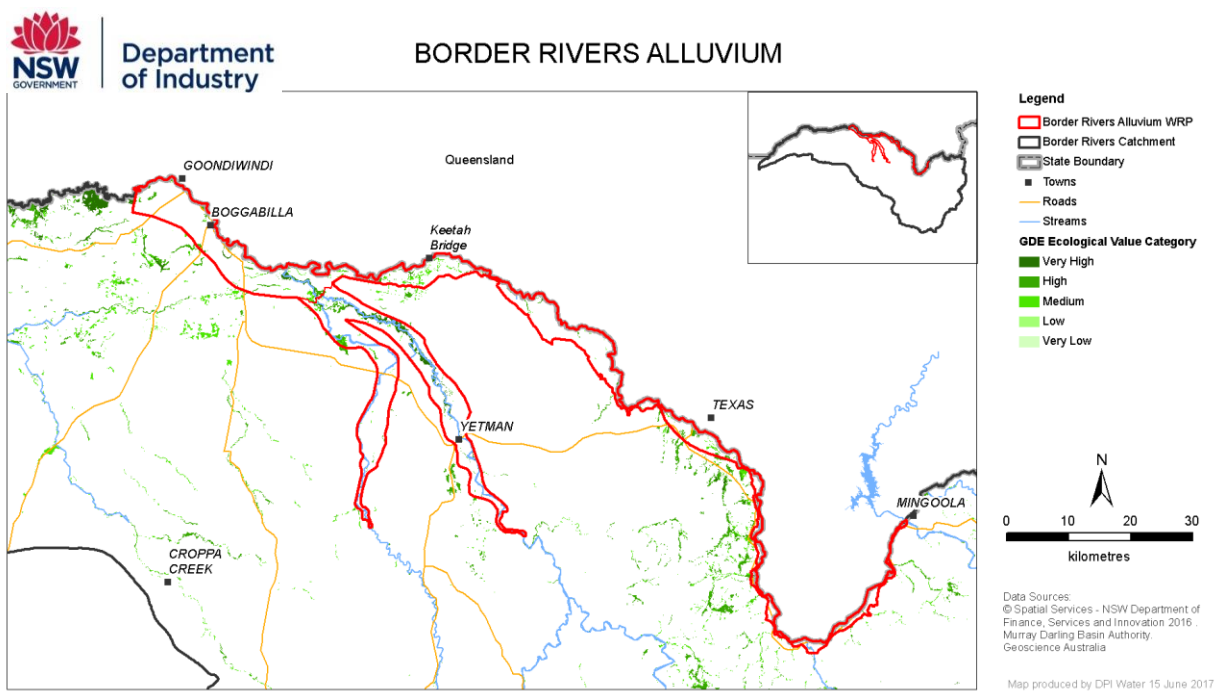 NSW
GOVERNMENT
Department
of Industry
BORDER RIVERS ALLUVIUM
Queensland
GOONDIWINDI
BOGGABILLA
Keetah
Bridge
TEXAS
YETMAN
MINGOOLA
CROPPA
CREEK
Legend
Border Rivers Alluvium WRP
Border Rivers Catchment
State Boundary
Towns
Roads
Streams
GDE Ecological Value Category
Very High
High
Medium
Low
Very Low
N
0 10 20 30
kilometres
Data Sources:
© Spatial Services - NSW Department of
Finance, Services and Innovation 2016 .
Murray Darling Basin Authority.
Geoscience Australia
Map produced by DPI Water 15 June 2017